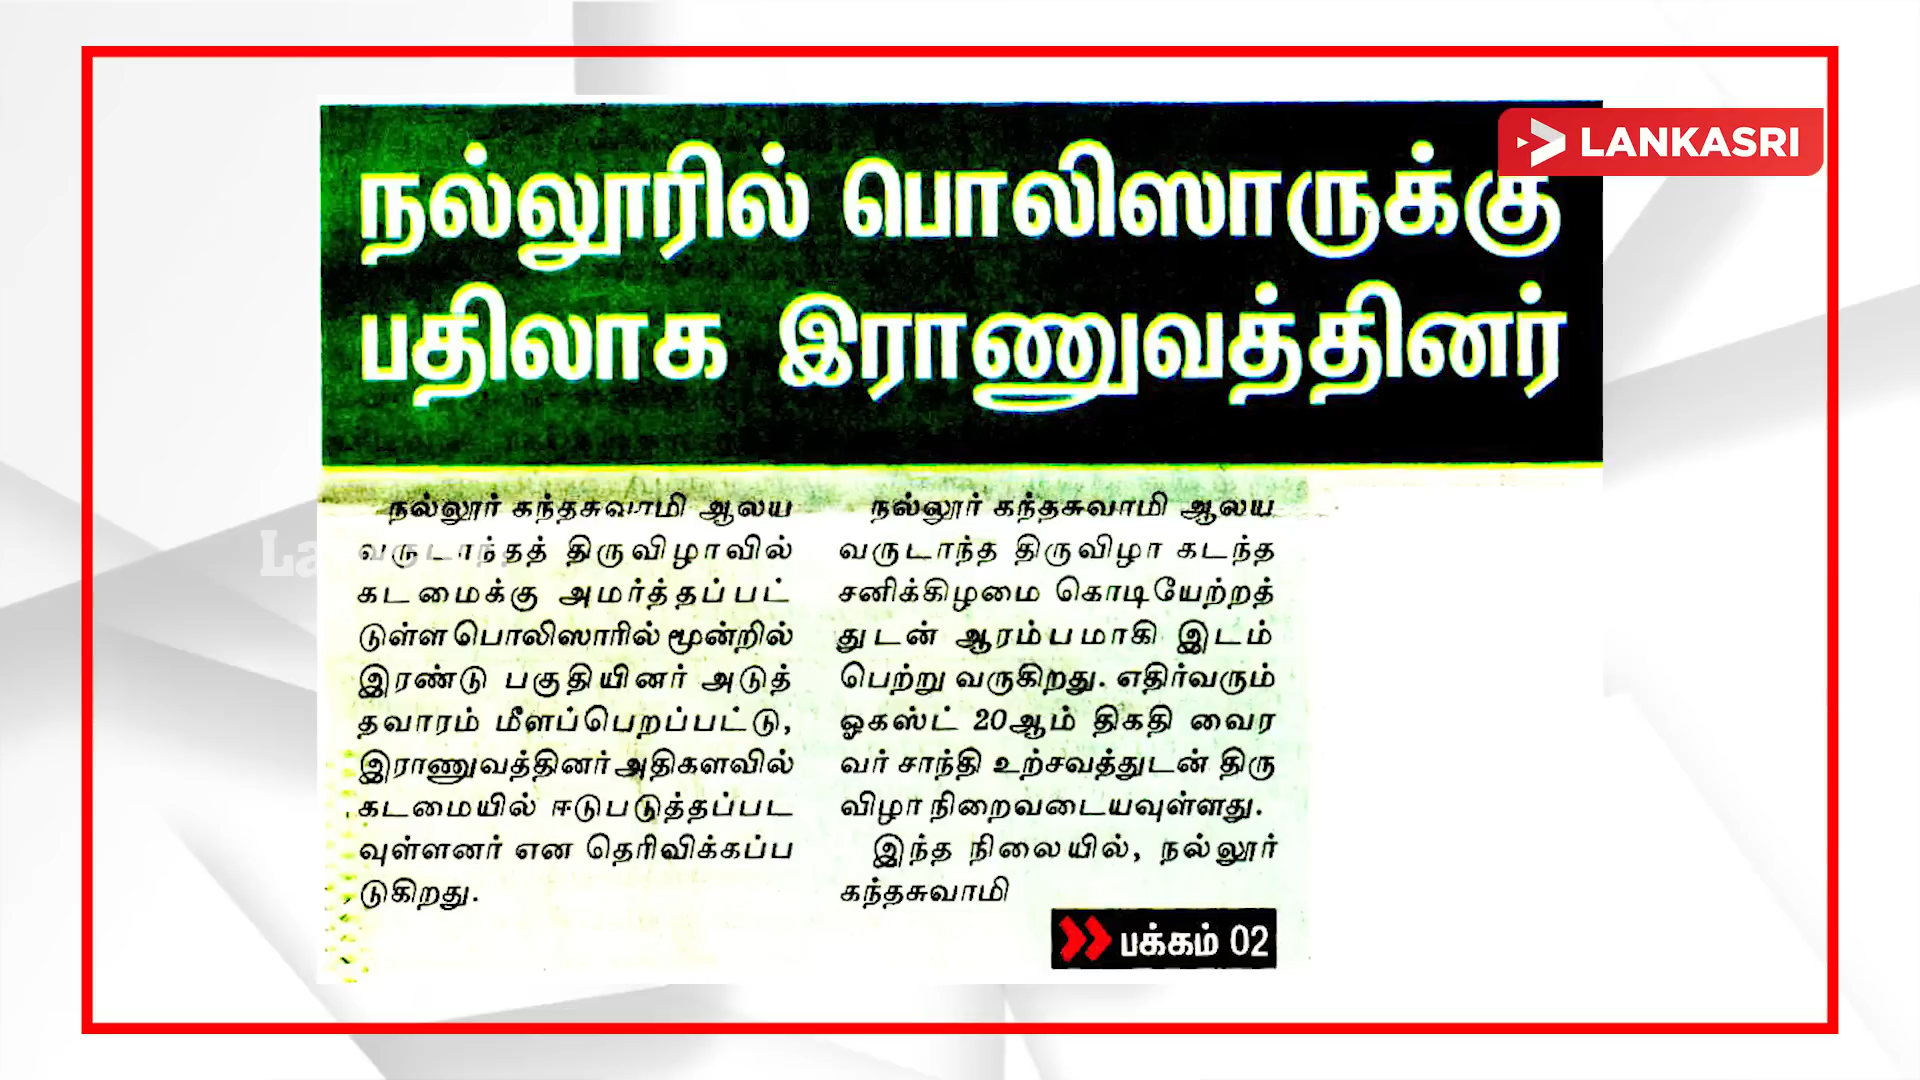 LANKASRI
நல்லூரில் பொலிஸாருக்கு
பதிலாக இராணுவத்தினர்
நல்லூர் கந்தசுவாமி ஆலய
வருடாந்தத் திருவிழாவில்
கடமைக்கு அமர்த்தப்பட்
டுள்ள பொலிஸாரில் மூன்றில்
இரண்டு பகுதியினர் அடுத்
தவாரம் மீளப்பெறப்பட்டு,
இராணுவத்தினர் அதிகளவில்
கடமையில் ஈடுபடுத்தப்பட
வுள்ளனர் என தெரிவிக்கப்ப
டுகிறது.
நல்லூர் கந்தசுவாமி ஆலய
வருடாந்த திருவிழா கடந்த
சனிக்கிழமை கொடியேற்றத்
துடன் ஆரம்பமாகி இடம்
பெற்று வருகிறது. எதிர்வரும்
ஓகஸ்ட் 20ஆம் திகதி வைர
வர் சாந்தி உற்சவத்துடன் திரு
விழா நிறைவடையவுள்ளது.
இந்த நிலையில், நல்லூர்
கந்தசுவாமி
பக்கம் 02